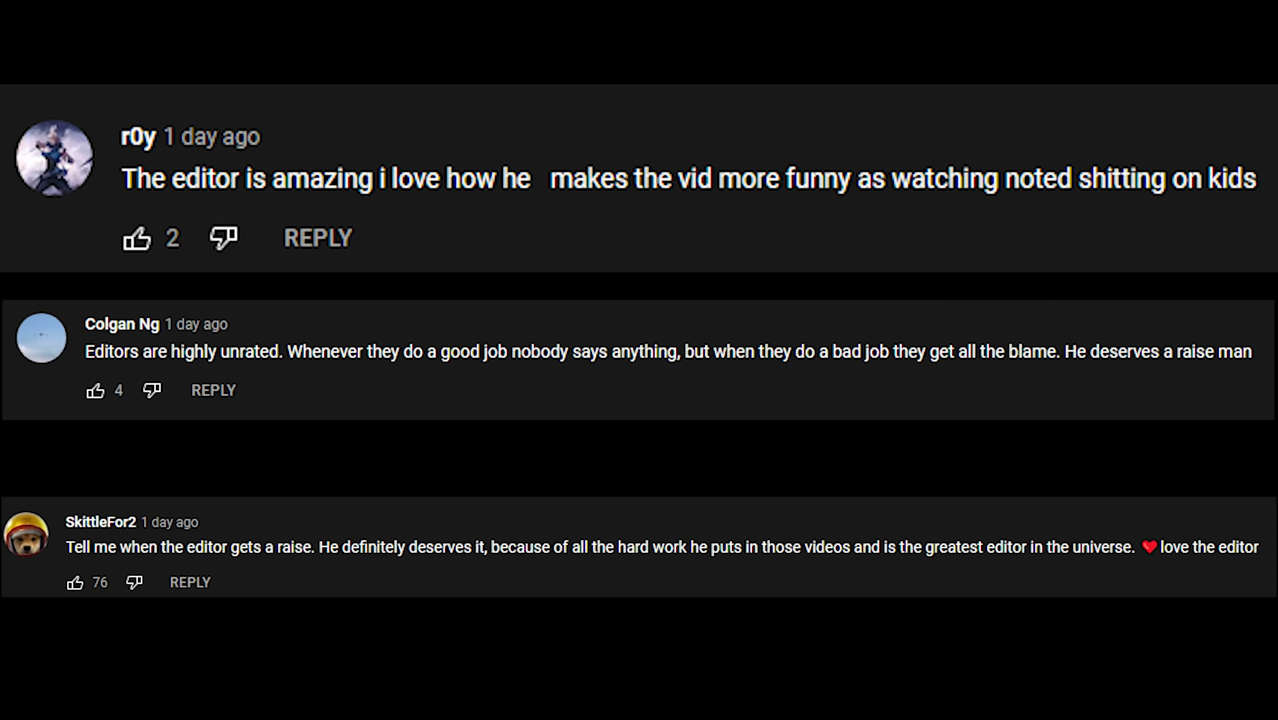 r0y 1 day ago
The editor is amazing i love how he   makes the vid more funny as watching noted shitting on kids
2 REPLY
Colgan Ng 1 day ago
Editors are highly unrated. Whenever they do a good job nobody says anything, but when they do a bad job they get all the blame. He deserves a raise man
4 REPLY
SkittleFor2 1 day ago
Tell me when the editor gets a raise. He definitely deserves it, because of all the hard work he puts in those videos and is the greatest editor in the universe. ❤️love the editor
76 REPLY